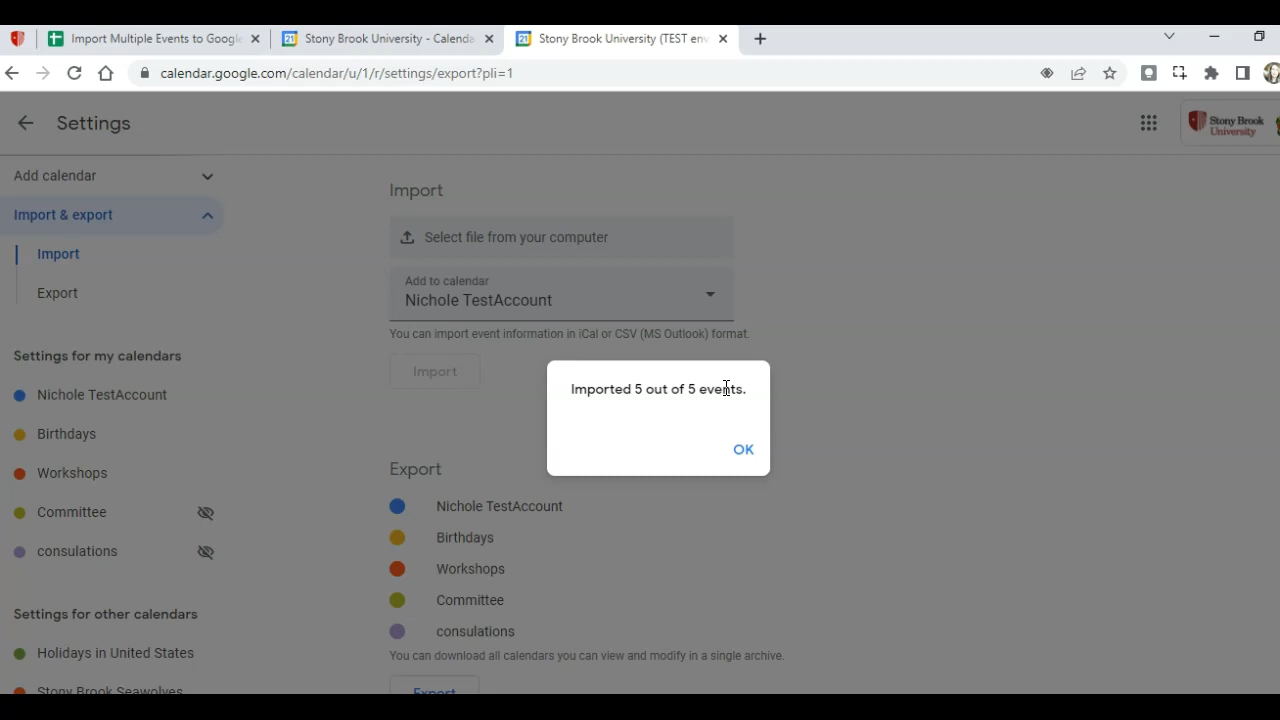 Import Multiple Events to Google
Stony Brook University - Calenda
Stony Brook University (TEST env
calendar.google.com/calendar/u/1/r/settings/export?pli=1
Settings
Stony Brook
University
Add calendar
Import & export
Import
Export
Settings for my calendars
Nichole TestAccount
Birthdays
Workshops
Committee
consulations
Settings for other calendars
Holidays in United States
Stony Brook Seawolves
Import
Select file from your computer
Add to calendar
Nichole TestAccount
You can import event information in iCal or CSV (MS Outlook) format.
Import
Imported 5 out of 5 events.
OK
Export
Nichole TestAccount
Birthdays
Workshops
Committee
consulations
You can download all calendars you can view and modify in a single archive.
Export